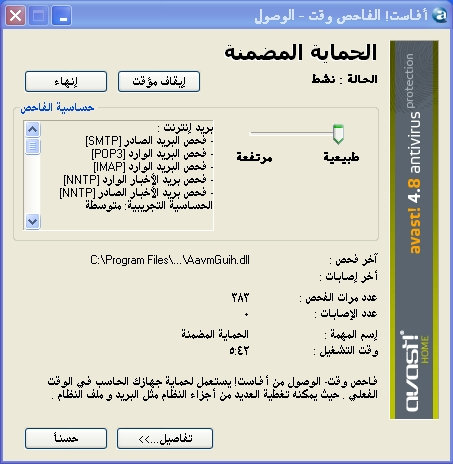 أفاست! الفاحص وقت - الوصول
الحماية المضمنة
الحالة : نشط
إيقاف مؤقت
إنهاء
حساسية الفاحص
طبيعية
مرتفعة
بريد إنترنت :
- فحص البريد الصادر [SMTP]
- فحص البريد الوارد [POP3]
- فحص البريد الوارد [IMAP]
- فحص بريد الأخبار الوارد [NNTP]
- فحص بريد الأخبار الصادر [NNTP]
الحساسية التجريبية: متوسطة
آخر فحص : C:\Program Files\...\AavmGuih.dll
آخر إصابات :
عدد مرات الفحص : ٣٨٣
عدد الإصابات : ٠
إسم المهمة : الحماية المضمنة
وقت التشغيل : ٥:٤٢
فاحص وقت- الوصول من أفاست! يستعمل لحماية جهازك الحاسب في الوقت
الفعلي . حيث يمكنه تغطية العديد من أجزاء النظام مثل البريد و ملف النظام .
تفاصيل...>>
حسناً
avast! 4.8 antivirus protection
avast! HOME